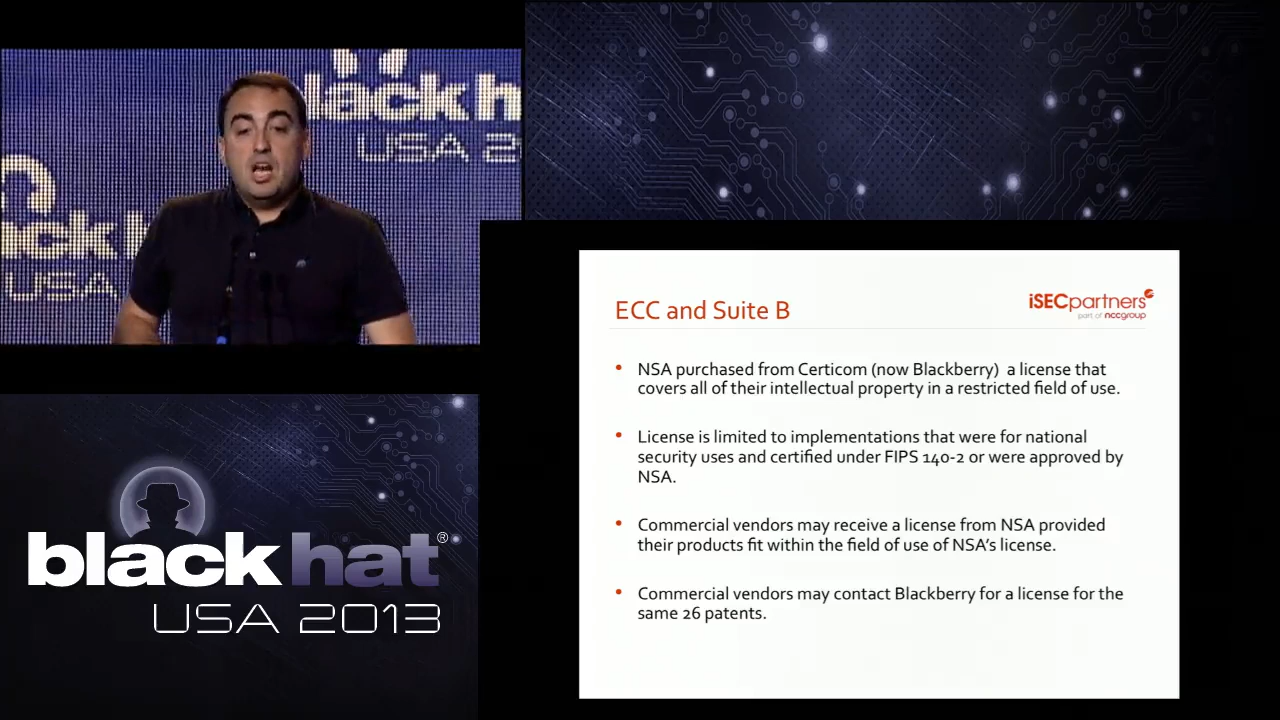 lack h
USA 2
ack h
USA
ECC and Suite B
iSECpartners
part of nccgroup
• NSA purchased from Certicom (now Blackberry) a license that
covers all of their intellectual property in a restricted field of use.
• License is limited to implementations that were for national
security uses and certified under FIPS 140-2 or were approved by
NSA.
• Commercial vendors may receive a license from NSA provided
their products fit within the field of use of NSA's license.
• Commercial vendors may contact Blackberry for a license for the
same 26 patents.
black hat®
USA 2013